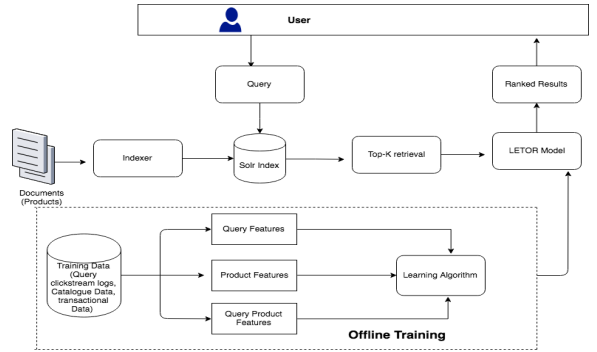 User
Query
Ranked Results
Indexer
Solr Index
Top-K retrieval
LETOR Model
Documents
(Products)
Query Features
Training Data
(Query
clickstream logs,
Catalogue Data,
transactional
Data)
Product Features
Learning Algorithm
Query Product
Features
Offline Training